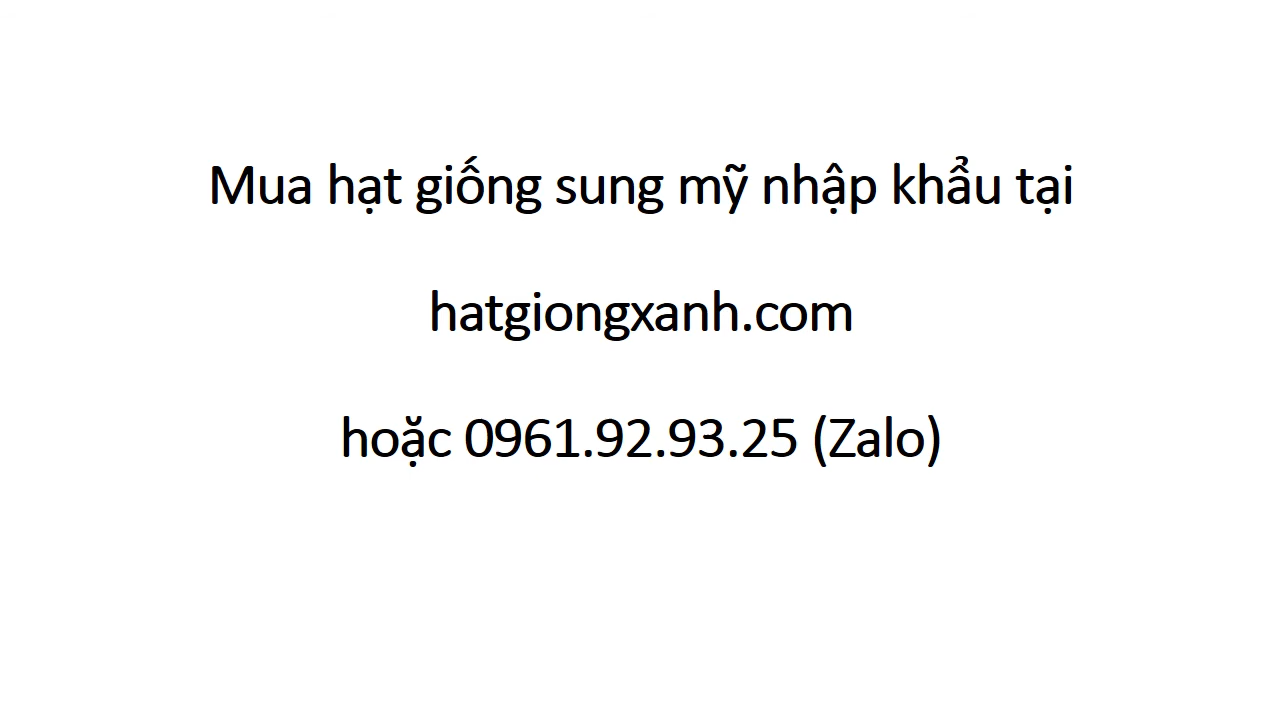 Mua hạt giống sung mỹ nhập khẩu tại
hatgiongxanh.com
hoặc 0961.92.93.25 (Zalo)